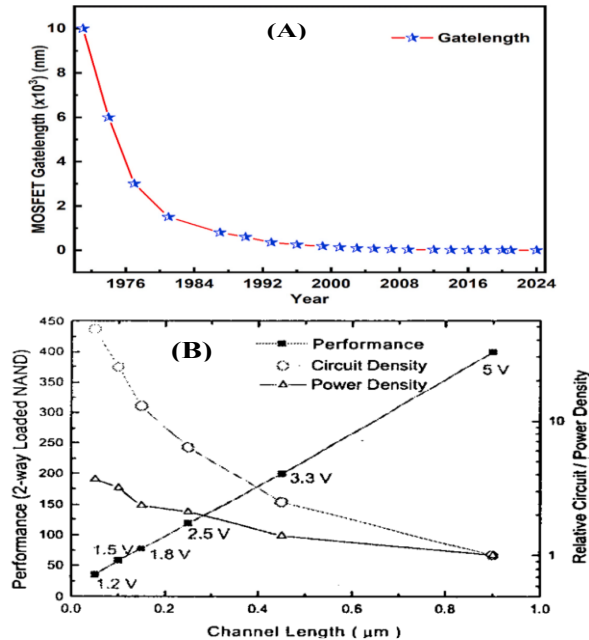 (A)
Gatelength
MOSFET Gatelength (x10³) (nm)
10
8
6
4
2
0
1976 1984 1992 2000 2008 2016 2024
Year
(B)
Performance
Circuit Density
Power Density
Performance (2-way Loaded NAND)
450
400
350
300
250
200
150
100
50
0
5 V
3.3 V
2.5 V
1.8 V
1.5 V
1.2 V
Relative Circuit / Power Density
10
1
0.0 0.2 0.4 0.6 0.8 1.0
Channel Length ( μm )